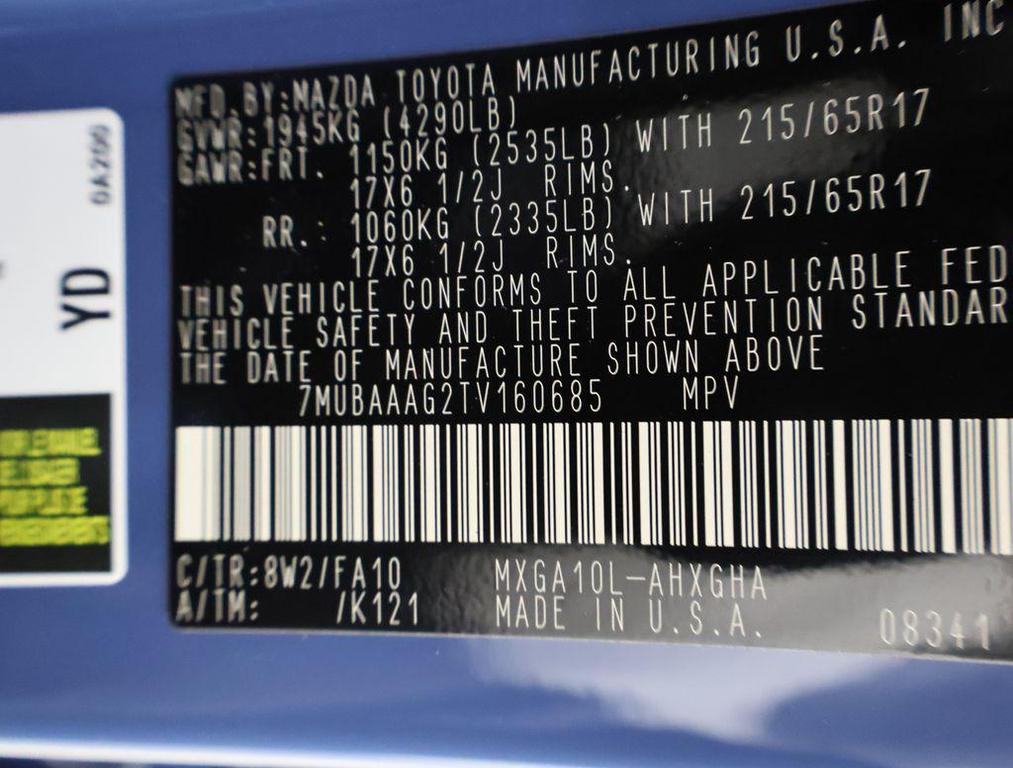 MFD.BY:MAZDA TOYOTA MANUFACTURING U.S.A. INC
GVWR:1945KG (4290LB)
GAWR:FRT. 1150KG (2535LB) WITH 215/65R17
17X6 1/2J RIMS.
RR.: 1060KG (2335LB) WITH 215/65R17
17X6 1/2J RIMS.
THIS VEHICLE CONFORMS TO ALL APPLICABLE FED
VEHICLE SAFETY AND THEFT PREVENTION STANDAR
THE DATE OF MANUFACTURE SHOWN ABOVE
7MUBAAAG2TV160685 MPV
C/TR:8W2/FA10 MXGA10L-AHXGHA
A/TM: /K121 MADE IN U.S.A.
08341
0A200
YD